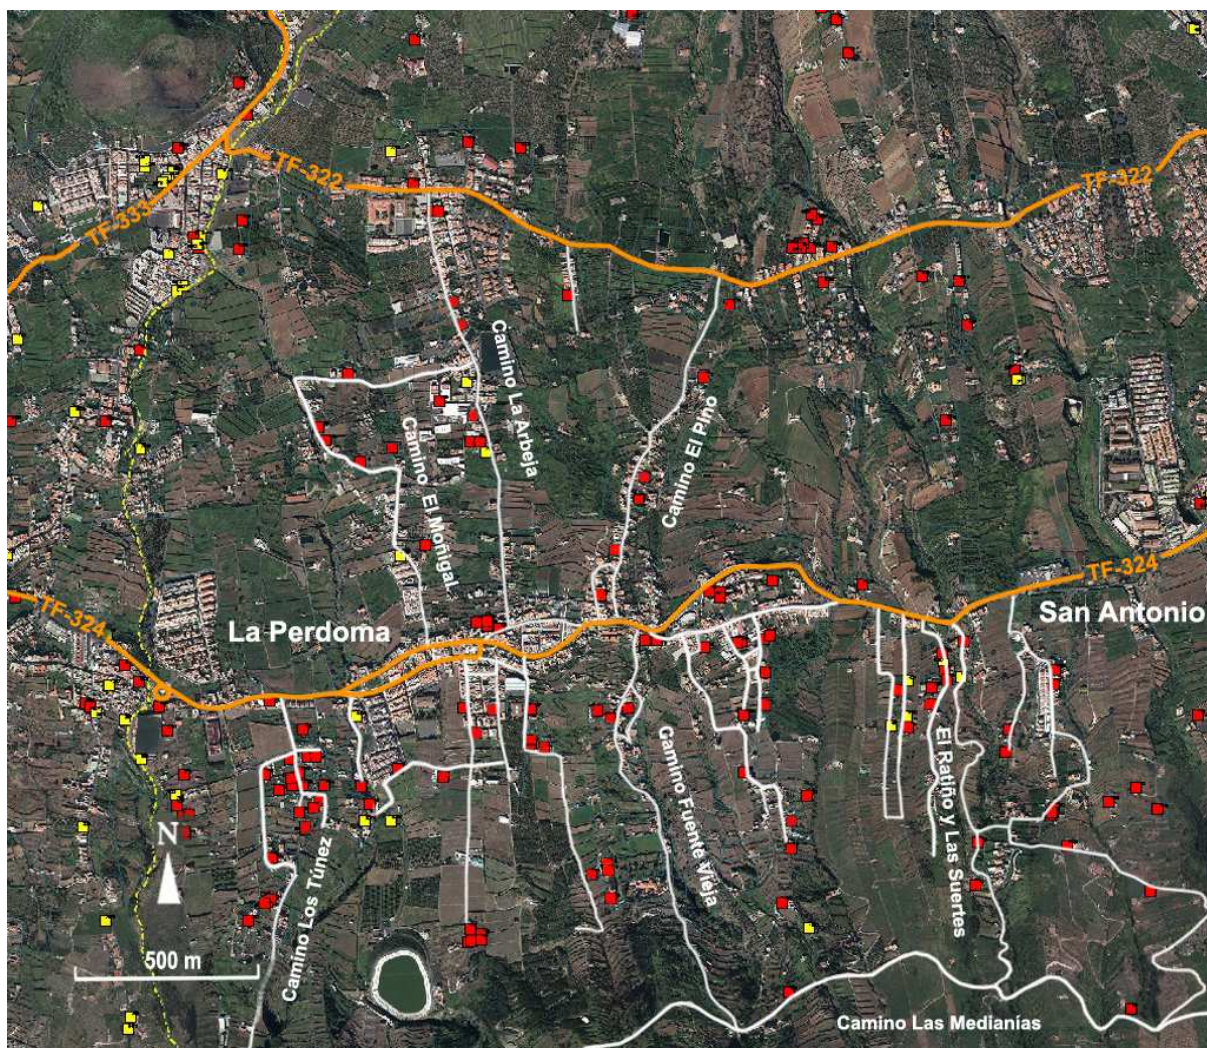 TF-322
TF-322
TF-333
Camino La Arbeja
Camino El Pino
Camino El Moñigal
TF-324
San Antonio
TF-324
La Perdoma
El Ratiño y Las Suertes
Camino Fuente Vieja
N
Camino Los Túnez
500 m
Camino Las Medianías